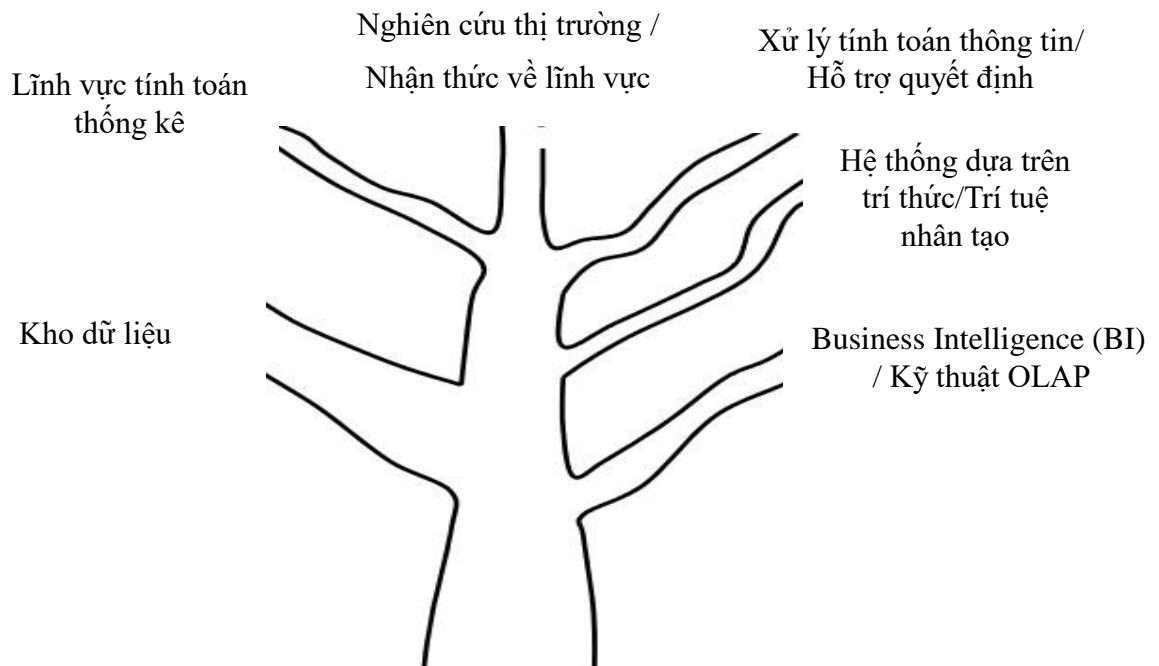 Nghiên cứu thị trường /
Nhận thức về lĩnh vực
Xử lý tính toán thông tin/
Hỗ trợ quyết định
Lĩnh vực tính toán
thống kê
Hệ thống dựa trên
trí thức/Trí tuệ
nhân tạo
Kho dữ liệu
Business Intelligence (BI)
/ Kỹ thuật OLAP